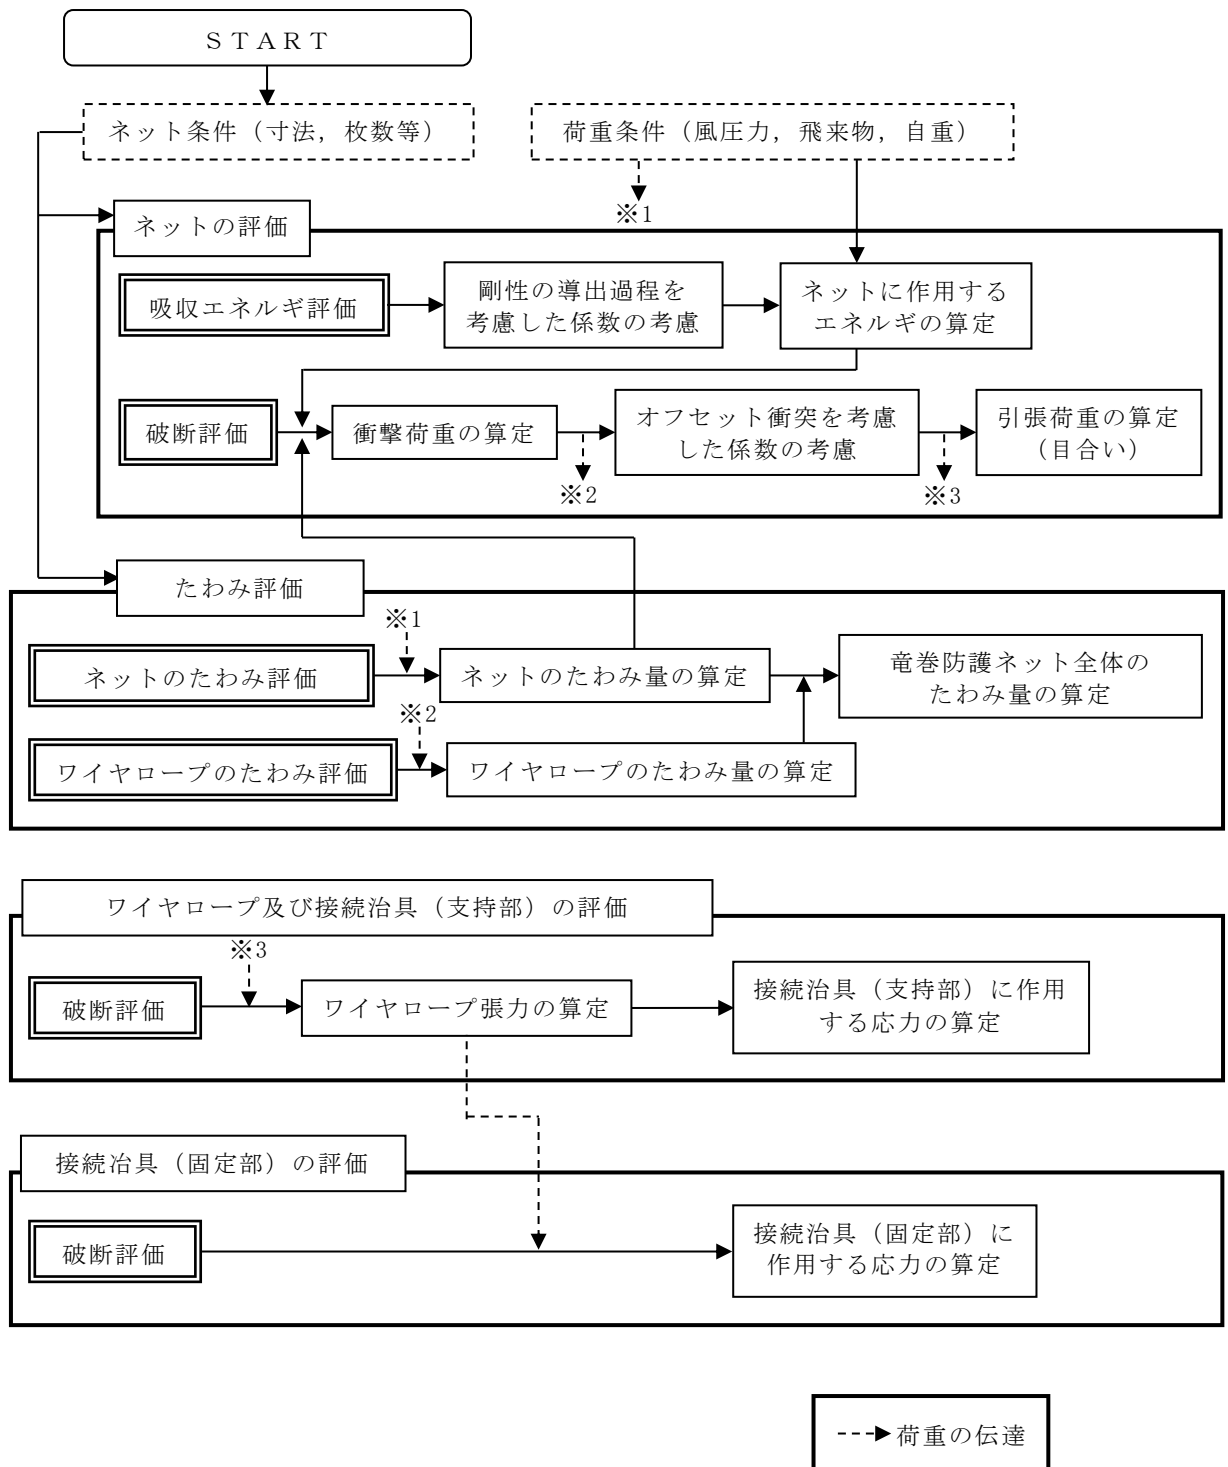 ＳＴＡＲＴ
ネット条件（寸法，枚数等）
荷重条件（風圧力，飛来物，自重）
※1
ネットの評価
吸収エネルギ評価
剛性の導出過程を
考慮した係数の考慮
ネットに作用する
エネルギの算定
破断評価
衝撃荷重の算定
オフセット衝突を考慮
した係数の考慮
引張荷重の算定
（目合い）
※2
※3
たわみ評価
※1
ネットのたわみ評価
ネットのたわみ量の算定
竜巻防護ネット全体の
たわみ量の算定
※2
ワイヤロープのたわみ評価
ワイヤロープのたわみ量の算定
ワイヤロープ及び接続治具（支持部）の評価
※3
破断評価
ワイヤロープ張力の算定
接続治具（支持部）に作用
する応力の算定
接続冶具（固定部）の評価
破断評価
接続治具（固定部）に
作用する応力の算定
荷重の伝達